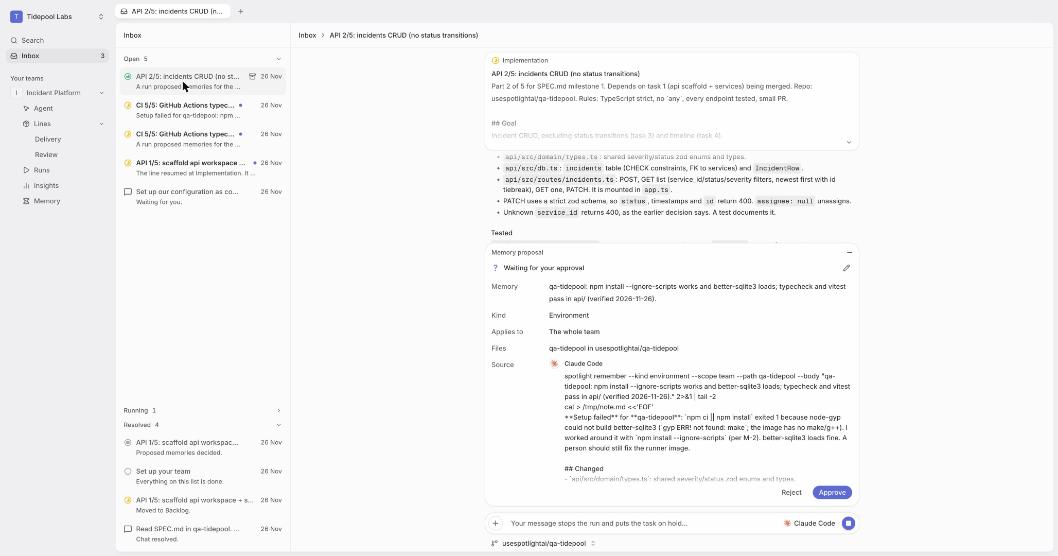 T Tidepool Labs
API 2/5: incidents CRUD (n...
Search
Inbox 3
Your teams
Incident Platform
Agent
Lines
Delivery
Review
Runs
Insights
Memory
Inbox
Open 5
API 2/5: incidents CRUD (no st... 26 Nov
A run proposed memories for the ...
CI 5/5: GitHub Actions typec... 26 Nov
Setup failed for qa-tidepool: npm ...
CI 5/5: GitHub Actions typec... 26 Nov
A run proposed memories for the ...
API 1/5: scaffold api workspace ... 26 Nov
The line resumed at Implementation. It ...
Set up our configuration as co... 26 Nov
Waiting for you.
Running 1
Resolved 4
API 1/5: scaffold api workspac... 26 Nov
Proposed memories decided.
Set up your team 26 Nov
Everything on this list is done.
API 1/5: scaffold api workspace + s... 26 Nov
Moved to Backlog.
Read SPEC.md in qa-tidepool. ... 26 Nov
Chat resolved.
Inbox > API 2/5: incidents CRUD (no status transitions)
Implementation
API 2/5: incidents CRUD (no status transitions)
Part 2 of 5 for SPEC.md milestone 1. Depends on task 1 (api scaffold + services) being merged. Repo:
usespotlightai/qa-tidepool. Rules: TypeScript strict, no `any`, every endpoint tested, small PR.
## Goal
Incident CRUD, excluding status transitions (task 3) and timeline (task 4).
• api/src/domain/types.ts : shared severity/status zod enums and types.
• api/src/db.ts : incidents table (CHECK constraints, FK to services) and IncidentRow .
• api/src/routes/incidents.ts : POST, GET list (service_id/status/severity filters, newest first with id
tiebreak), GET one, PATCH. It is mounted in app.ts .
• PATCH uses a strict zod schema, so status , timestamps and id return 400. assignee: null unassigns.
• Unknown service_id returns 400, as the earlier decision says. A test documents it.
Tested
Memory proposal
? Waiting for your approval
Memory qa-tidepool: npm install --ignore-scripts works and better-sqlite3 loads; typecheck and vitest
pass in api/ (verified 2026-11-26).
Kind Environment
Applies to The whole team
Files qa-tidepool in usespotlightai/qa-tidepool
Source Claude Code
spotlight remember --kind environment --scope team --path qa-tidepool --body "qa-
tidepool: npm install --ignore-scripts works and better-sqlite3 loads; typecheck and vitest
pass in api/ (verified 2026-11-26)." 2>&1 | tail -2
cat > /tmp/note.md <<'EOF'
**Setup failed** for **qa-tidepool**: `npm ci || npm install` exited 1 because node-gyp
could not build better-sqlite3 (`gyp ERR! not found: make`; the image has no make/g++). I
worked around it with `npm install --ignore-scripts` (per M-2). better-sqlite3 loads fine. A
person should still fix the runner image.
## Changed
- `api/src/domain/types.ts`: shared severity/status zod enums and types.
Reject Approve
Your message stops the run and puts the task on hold... Claude Code
usespotlightai/qa-tidepool